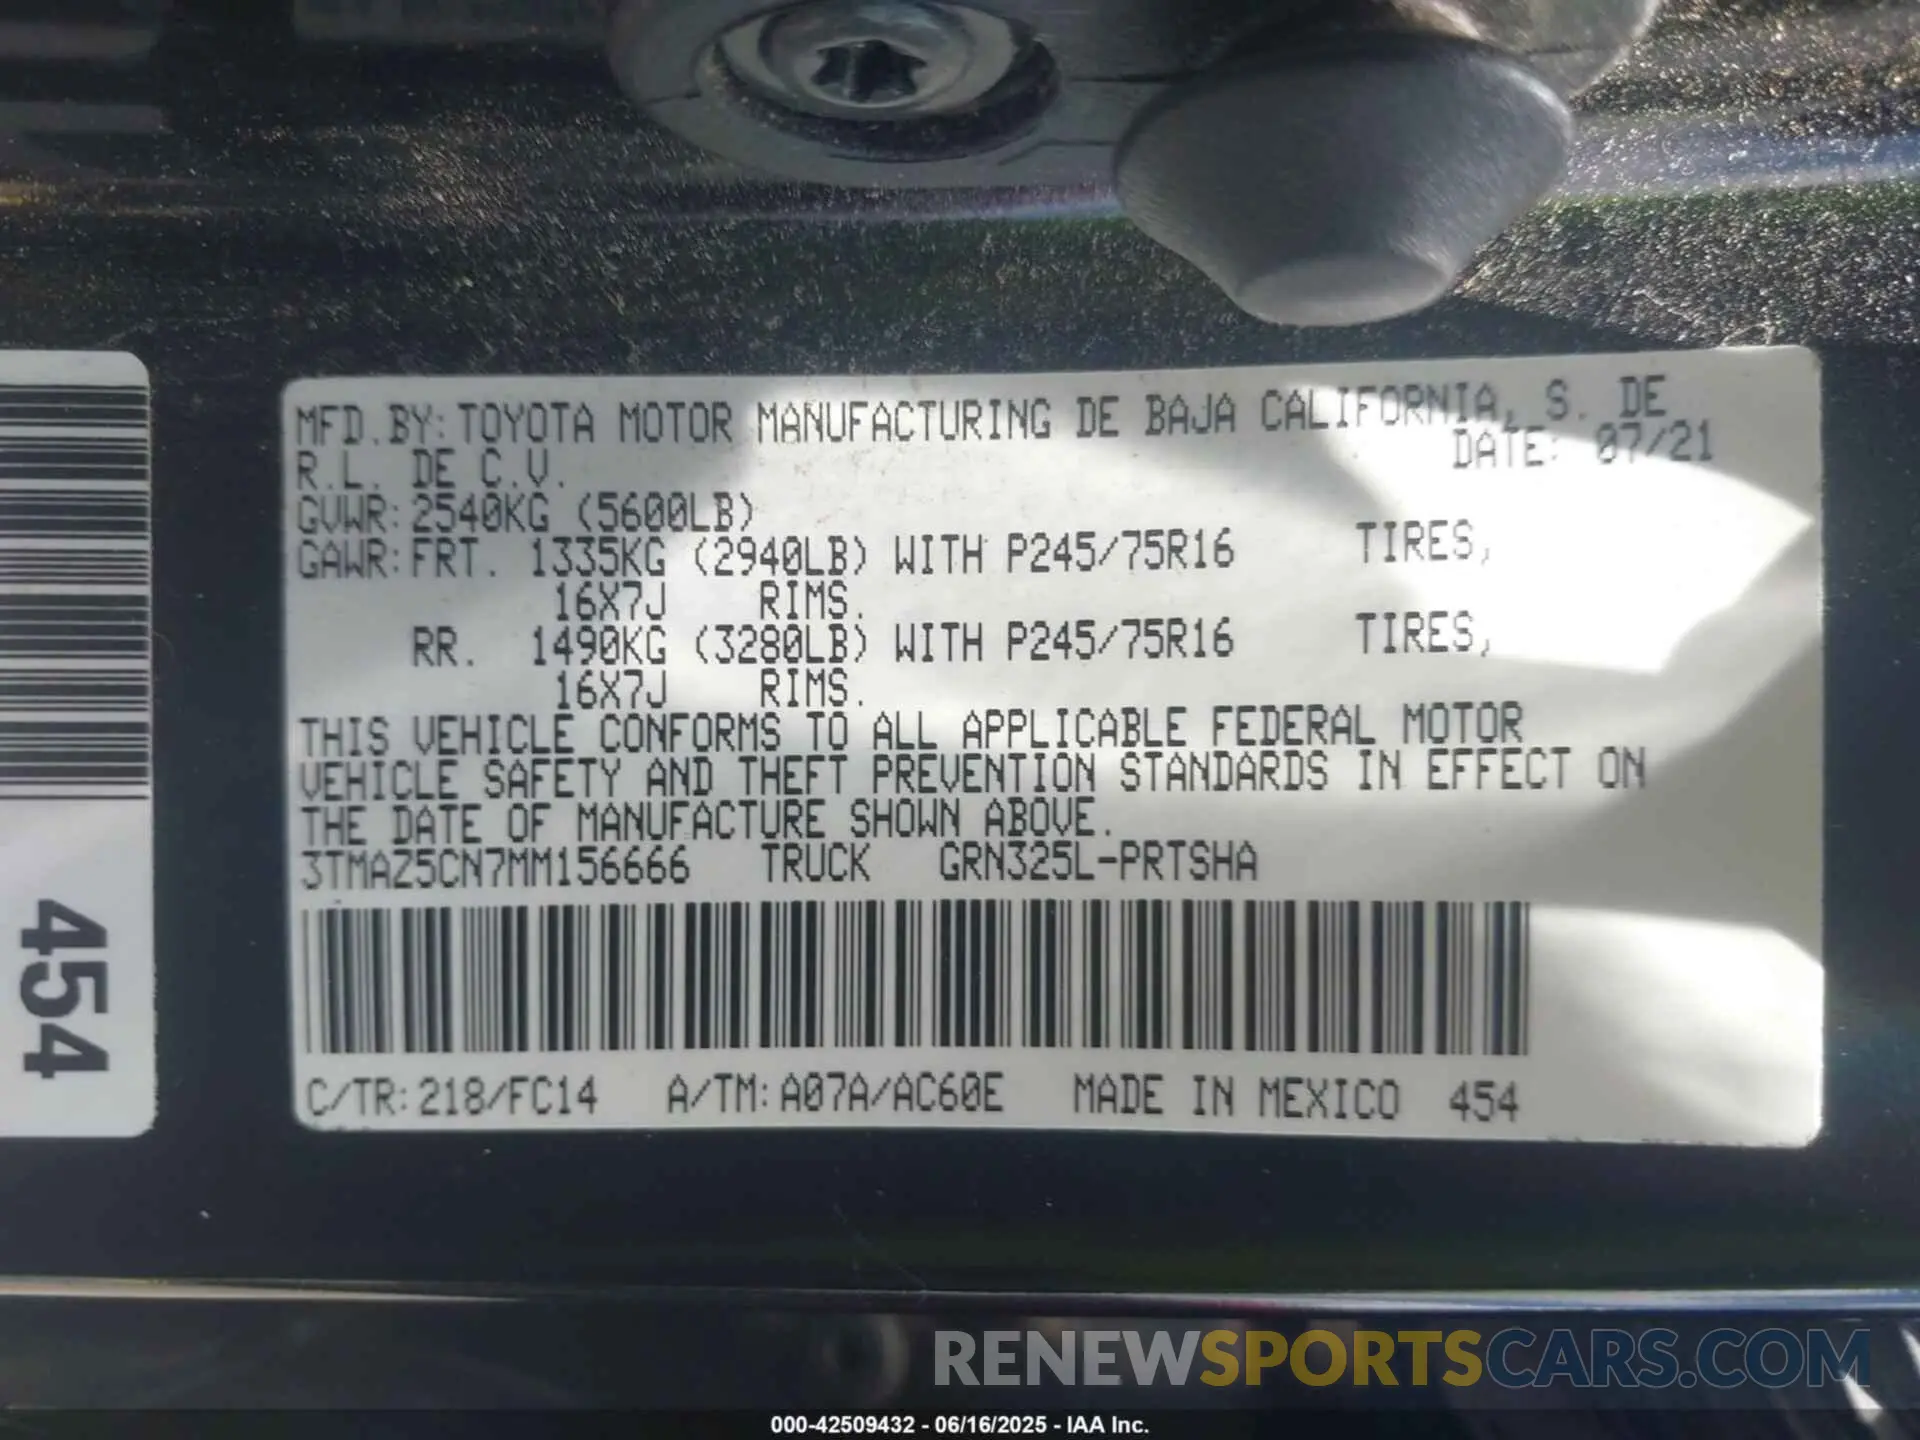 MFD.BY: TOYOTA MOTOR MANUFACTURING DE BAJA CALIFORNIA, S. DE
R.L. DE C.V. DATE: 07/21
GVWR: 2540KG (5600LB)
GAWR: FRT. 1335KG (2940LB) WITH P245/75R16 TIRES,
16X7J RIMS.
RR. 1490KG (3280LB) WITH P245/75R16 TIRES,
16X7J RIMS.
THIS VEHICLE CONFORMS TO ALL APPLICABLE FEDERAL MOTOR
VEHICLE SAFETY AND THEFT PREVENTION STANDARDS IN EFFECT ON
THE DATE OF MANUFACTURE SHOWN ABOVE.
3TMAZ5CN7MM156666 TRUCK GRN325L-PRTSHA
C/TR: 218/FC14 A/TM: A07A/AC60E MADE IN MEXICO 454
454
RENEWSPORTSCARS.COM
000-42509432 - 06/16/2025 - IAA Inc.